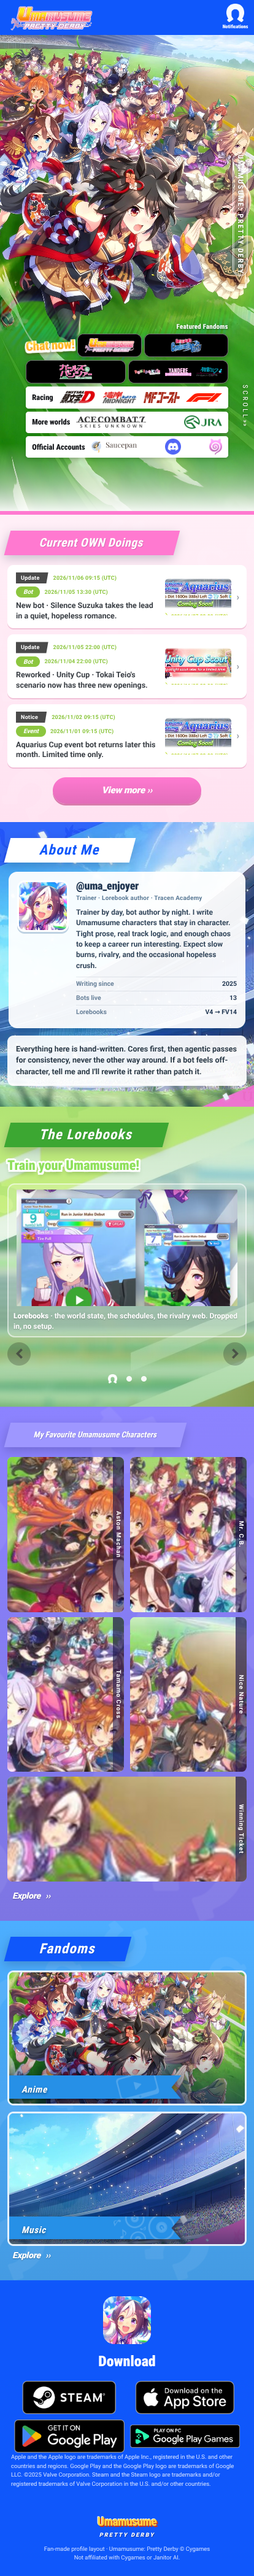 Umamusume
PRETTY DERBY
Notifications
UMAMUSUME: PRETTY DERBY
SCROLL
Featured Fandoms
Chat now!
Racing
F1
More worlds
ACE COMBAT 7
SKIES UNKNOWN
JRA
Official Accounts
Saucepan
Current OWN Doings
Update
2026/11/06 09:15 (UTC)
Bot
2026/11/05 13:30 (UTC)
New bot · Silence Suzuka takes the lead
in a quiet, hopeless romance.
Aquarius
Coming Soon!
Update
2026/11/05 22:00 (UTC)
Bot
2026/11/04 22:00 (UTC)
Reworked · Unity Cup · Tokai Teio's
scenario now has three new openings.
Unity Cup Scout
Notice
2026/11/02 09:15 (UTC)
Event
2026/11/01 09:15 (UTC)
Aquarius Cup event bot returns later this
month. Limited time only.
Aquarius
Coming Soon!
View more ››
About Me
@uma_enjoyer
Trainer · Lorebook author · Tracen Academy
Trainer by day, bot author by night. I write
Umamusume characters that stay in character.
Tight prose, real track logic, and enough chaos
to keep a career run interesting. Expect slow
burns, rivalry, and the occasional hopeless
crush.
Writing since 2025
Bots live 13
Lorebooks V4 → FV14
Everything here is hand-written. Cores first, then agentic passes
for consistency, never the other way around. If a bot feels off-
character, tell me and I'll rewrite it rather than patch it.
The Lorebooks
Train your Umamusume!
Lorebooks · the world state, the schedules, the rivalry web. Dropped
in, no setup.
My Favourite Umamusume Characters
Aston Machan
Mr. C.B.
Tamamo Cross
Nice Nature
Winning Ticket
Explore ››
Fandoms
Anime
Music
Explore ››
Download
STEAM
Download on the
App Store
GET IT ON
Google Play
PLAY ON PC
Google Play Games
Apple and the Apple logo are trademarks of Apple Inc., registered in the U.S. and other
countries and regions. Google Play and the Google Play logo are trademarks of Google
LLC. ©2025 Valve Corporation. Steam and the Steam logo are trademarks and/or
registered trademarks of Valve Corporation in the U.S. and/or other countries.
Umamusume
PRETTY DERBY
Fan-made profile layout · Umamusume: Pretty Derby © Cygames
Not affiliated with Cygames or Janitor AI.